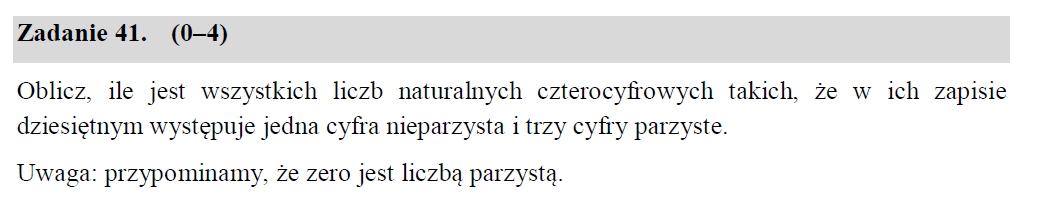 Zadanie 41. (0–4)
Oblicz, ile jest wszystkich liczb naturalnych czterocyfrowych takich, że w ich zapisie
dziesiętnym występuje jedna cyfra nieparzysta i trzy cyfry parzyste.
Uwaga: przypominamy, że zero jest liczbą parzystą.